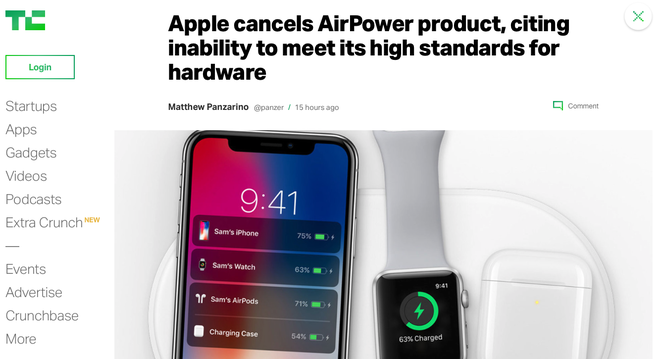 TC
Login
Startups
Apps
Gadgets
Videos
Podcasts
Extra Crunch NEW
—
Events
Advertise
Crunchbase
More
Apple cancels AirPower product, citing
inability to meet its high standards for
hardware
Matthew Panzarino @panzer / 15 hours ago
Comment
9:41
Sam's iPhone 75%
Sam's Watch 63%
Sam's AirPods 71%
Charging Case 54%
9:41
63% Charged